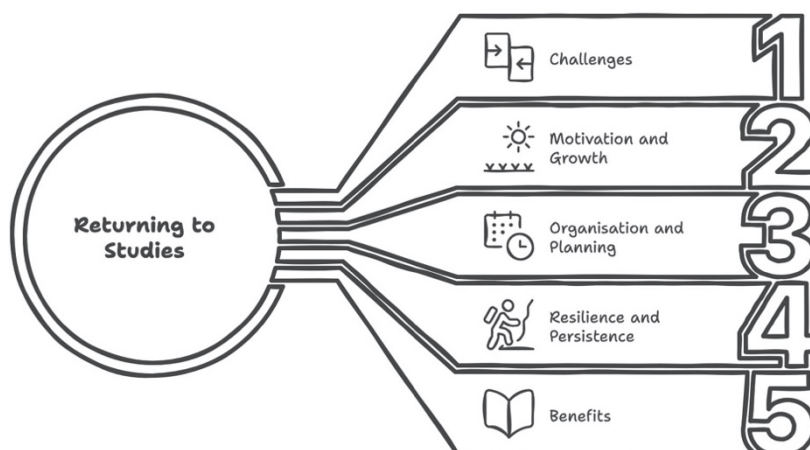 Returning to
Studies
Challenges
1
Motivation and
Growth
2
Organisation and
Planning
3
Resilience and
Persistence
4
Benefits
5